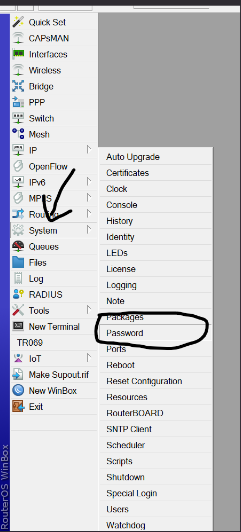 Quick Set
CAPsMAN
Interfaces
Wireless
Bridge
PPP
Switch
Mesh
IP
OpenFlow
IPv6
MPLS
Routing
System
Queues
Files
Log
RADIUS
Tools
New Terminal
TR069
IoT
Make Supout.rif
New WinBox
Exit
Auto Upgrade
Certificates
Clock
Console
History
Identity
LEDs
License
Logging
Note
Packages
Password
Ports
Reboot
Reset Configuration
Resources
RouterBOARD
SNTP Client
Scheduler
Scripts
Shutdown
Special Login
Users
Watchdog
RouterOS WinBox